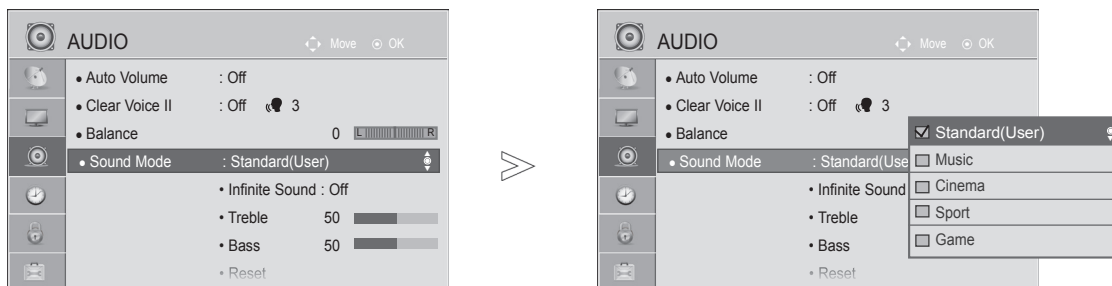 AUDIO Move OK
• Auto Volume : Off
• Clear Voice II : Off 3
• Balance 0 L R
• Sound Mode : Standard(User)
• Infinite Sound : Off
• Treble 50
• Bass 50
• Reset
AUDIO Move OK
• Auto Volume : Off
• Clear Voice II : Off 3
• Balance
• Sound Mode : Standard(Use
• Infinite Sound
• Treble
• Bass
• Reset
Standard(User)
Music
Cinema
Sport
Game